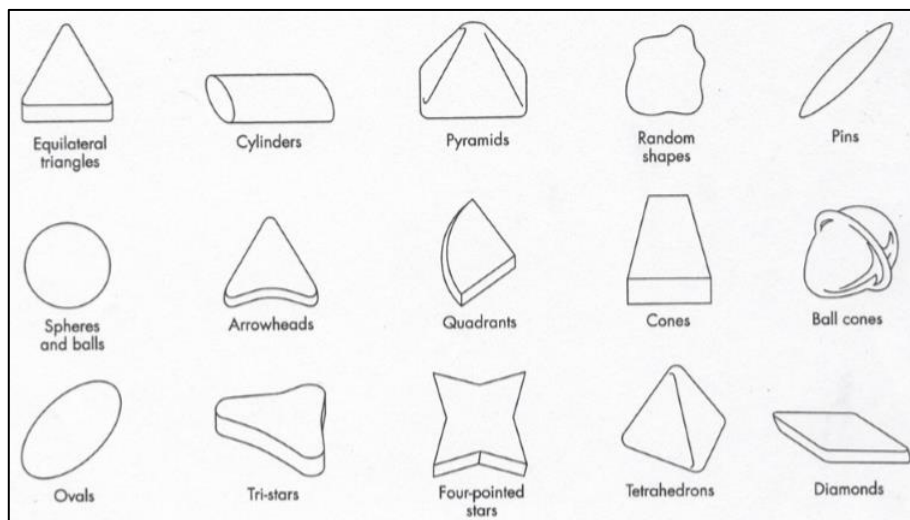 Equilateral
triangles
Cylinders
Pyramids
Random
shapes
Pins
Spheres
and balls
Arrowheads
Quadrants
Cones
Ball cones
Ovals
Tri-stars
Four-pointed
stars
Tetrahedrons
Diamonds